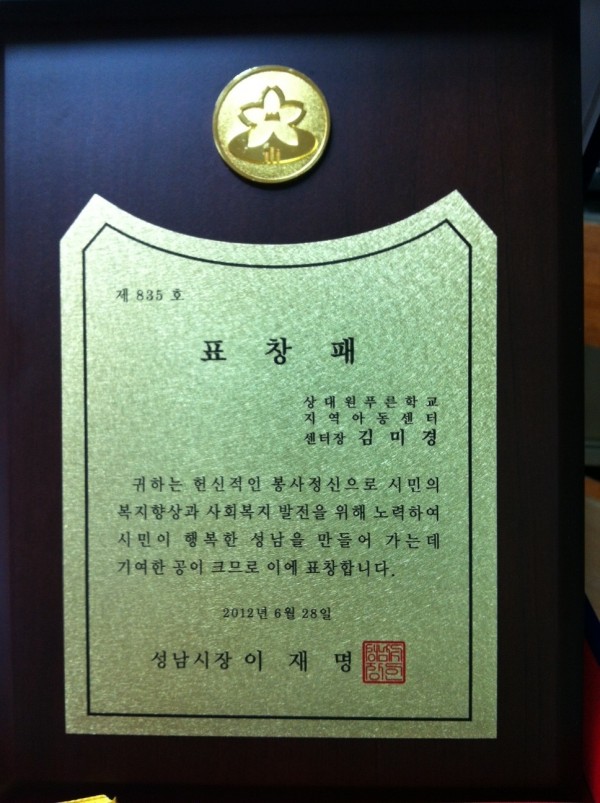 제 835 호
표 창 패
상대원푸른학교
지역아동센터
센터장 김 미 경
귀하는 헌신적인 봉사정신으로 시민의
복지향상과 사회복지 발전을 위해 노력하여
시민이 행복한 성남을 만들어 가는데
기여한 공이 크므로 이에 표창합니다.
2012년 6월 28일
성남시장 이 재 명